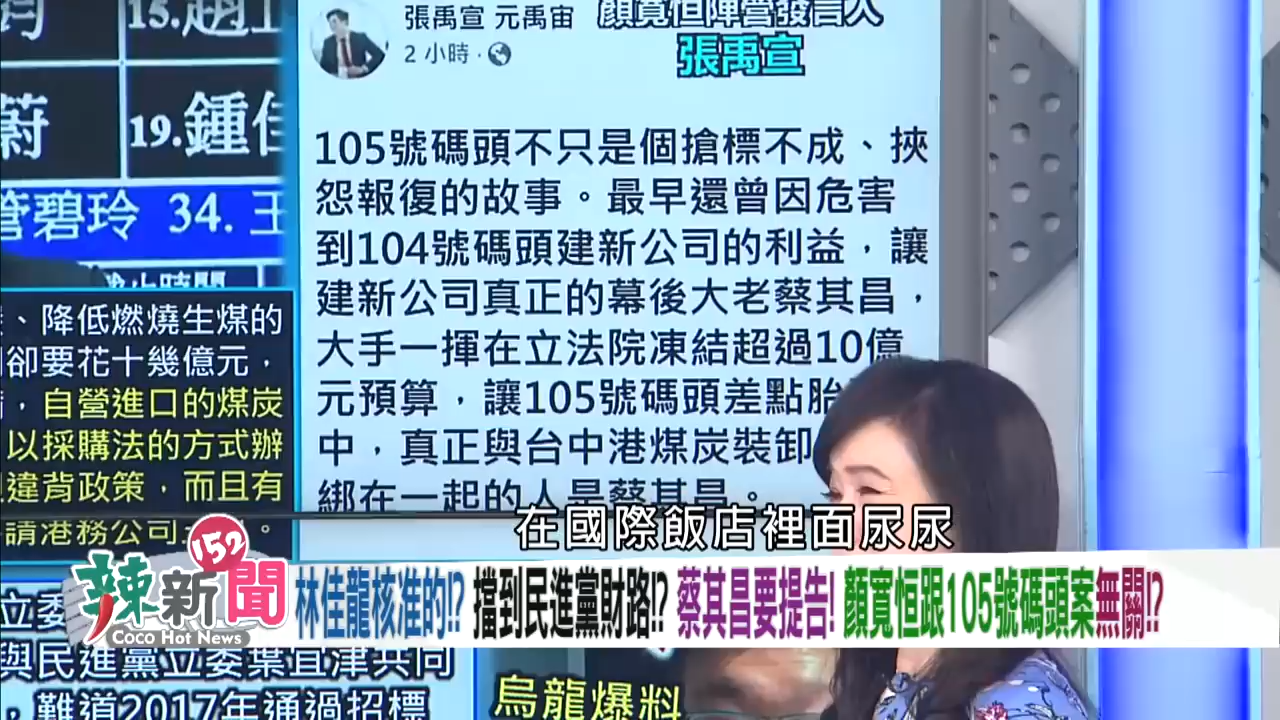 15.趙
蔚
19.鍾佳
管碧玲 34. 王
張禹宣 元禹宙
2 小時
顏寬恒陣營發言人
張禹宣
105號碼頭不只是個搶標不成、挾
怨報復的故事。最早還曾因危害
到104號碼頭建新公司的利益，讓
建新公司真正的幕後大老蔡其昌，
大手一揮在立法院凍結超過10億
元預算，讓105號碼頭差點胎
中，真正與台中港煤炭裝卸
綁在一起的人是蔡其昌。
、降低燃燒生煤的
卻要花十幾億元，
，自營進口的煤炭
以採購法的方式辦
違背政策，而且有
請港務公司
在國際飯店裡面尿尿
152
辣新聞
Coco Hot News
林佳龍核准的!? 擋到民進黨財路!? 蔡其昌要提告! 顏寬恒跟105號碼頭案無關!?
立委
與民進黨立委葉宜津共同
，難道2017年通過招標
烏龍爆料